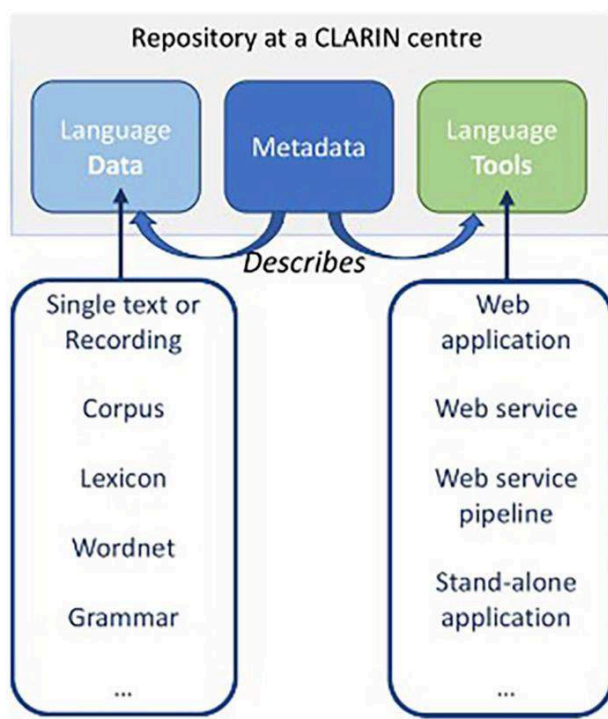 Repository at a CLARIN centre
Language
Data
Metadata
Language
Tools
Describes
Single text or
Recording
Corpus
Lexicon
Wordnet
Grammar
...
Web
application
Web service
Web service
pipeline
Stand-alone
application
...